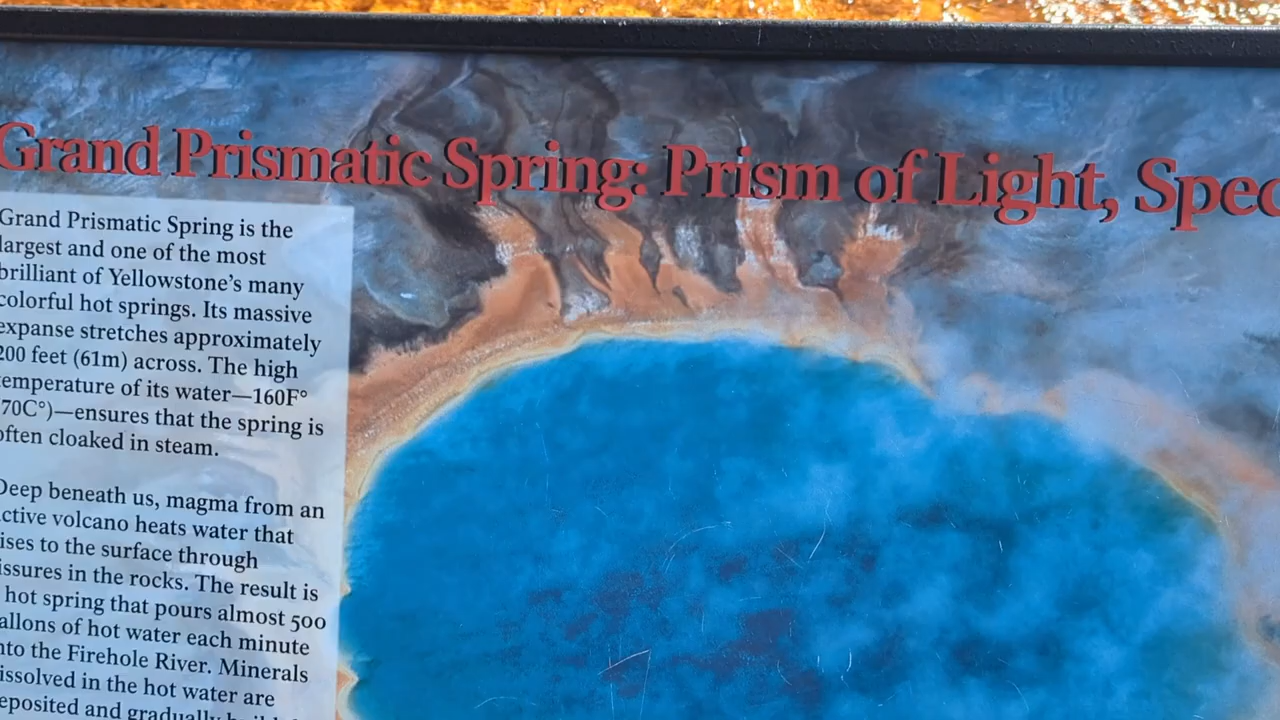 Grand Prismatic Spring: Prism of Light, Spec
Grand Prismatic Spring is the
largest and one of the most
brilliant of Yellowstone's many
colorful hot springs. Its massive
expanse stretches approximately
200 feet (61m) across. The high
temperature of its water—160F°
70C°)—ensures that the spring is
often cloaked in steam.
Deep beneath us, magma from an
ctive volcano heats water that
ises to the surface through
issures in the rocks. The result is
hot spring that pours almost 500
allons of hot water each minute
nto the Firehole River. Minerals
issolved in the hot water are
eposited and gradually